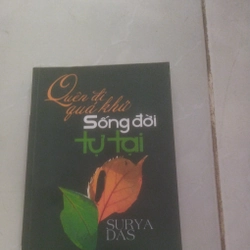 Quên đi
quá khứ
Sống đời
tự tại
SURYA
DAS